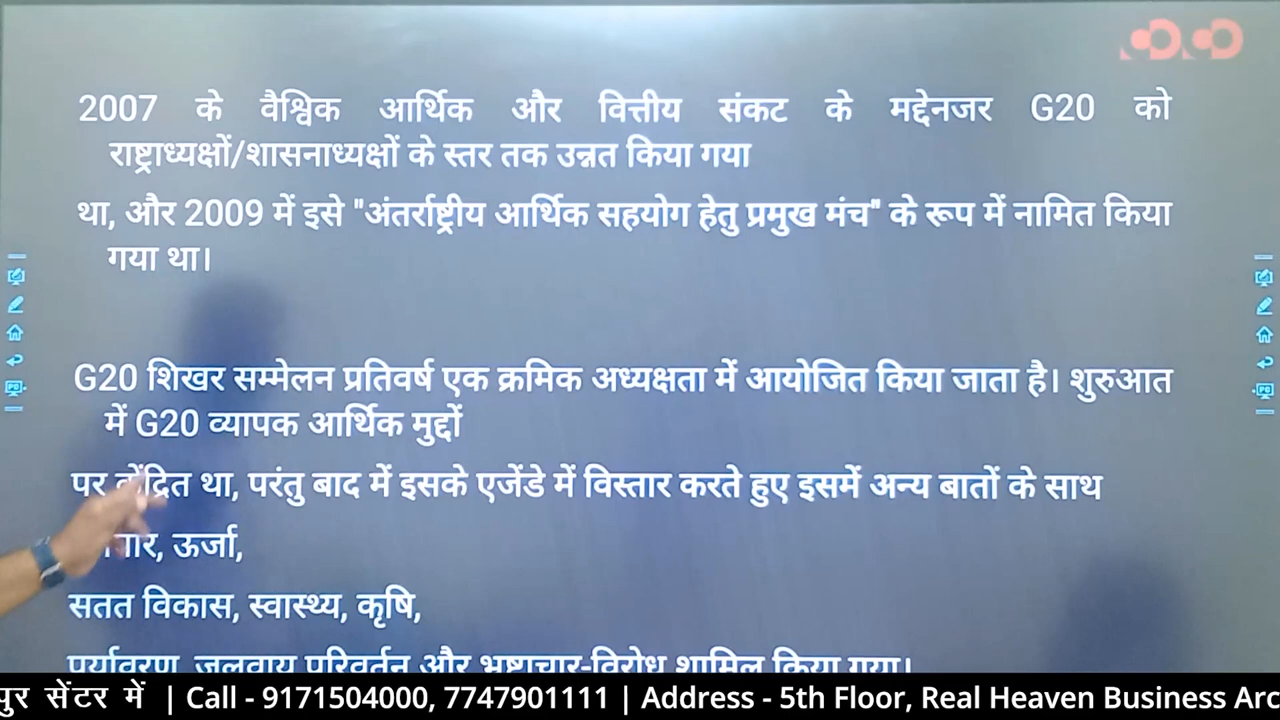 2007 के वैश्विक आर्थिक और वित्तीय संकट के मद्देनजर G20 को
राष्ट्राध्यक्षों/शासनाध्यक्षों के स्तर तक उन्नत किया गया
था, और 2009 में इसे "अंतर्राष्ट्रीय आर्थिक सहयोग हेतु प्रमुख मंच" के रूप में नामित किया
गया था।
G20 शिखर सम्मेलन प्रतिवर्ष एक क्रमिक अध्यक्षता में आयोजित किया जाता है। शुरुआत
में G20 व्यापक आर्थिक मुद्दों
पर केंद्रित था, परंतु बाद में इसके एजेंडे में विस्तार करते हुए इसमें अन्य बातों के साथ
ऊर्जा,
सतत विकास, स्वास्थ्य, कृषि,
पर्यावरण, जलवायु परिवर्तन और भ्रष्टाचार-विरोध शामिल किया गया।
सेंटर में | Call - 9171504000, 7747901111 | Address - 5th Floor, Real Heaven Business